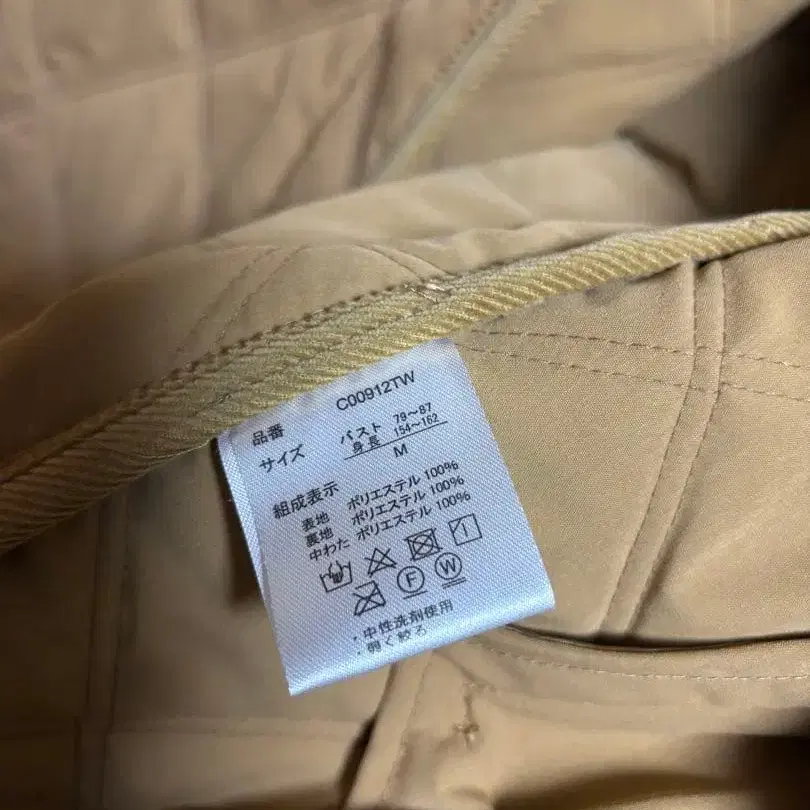 品番 C00912TW
サイズ バスト 79～87
身長 154～162
M
組成表示
表地 ポリエステル 100%
裏地 ポリエステル 100%
中わた ポリエステル 100%
F W
・中性洗剤使用
・弱く絞る